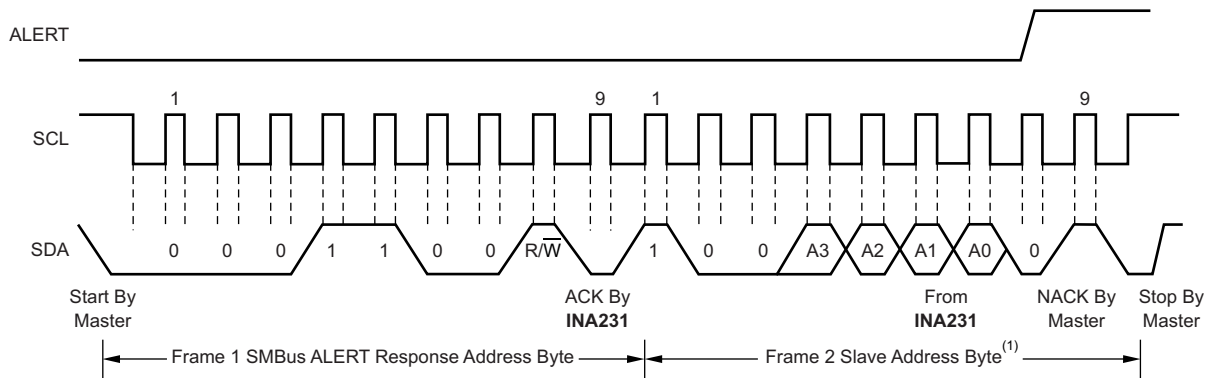 ALERT
1 9 1 9
SCL
SDA 0 0 0 1 1 0 0 R/W̅ 1 0 0 A3 A2 A1 A0 0
Start By
Master
ACK By
INA231
From
INA231
NACK By
Master
Stop By
Master
Frame 1 SMBus ALERT Response Address Byte
Frame 2 Slave Address Byte(1)